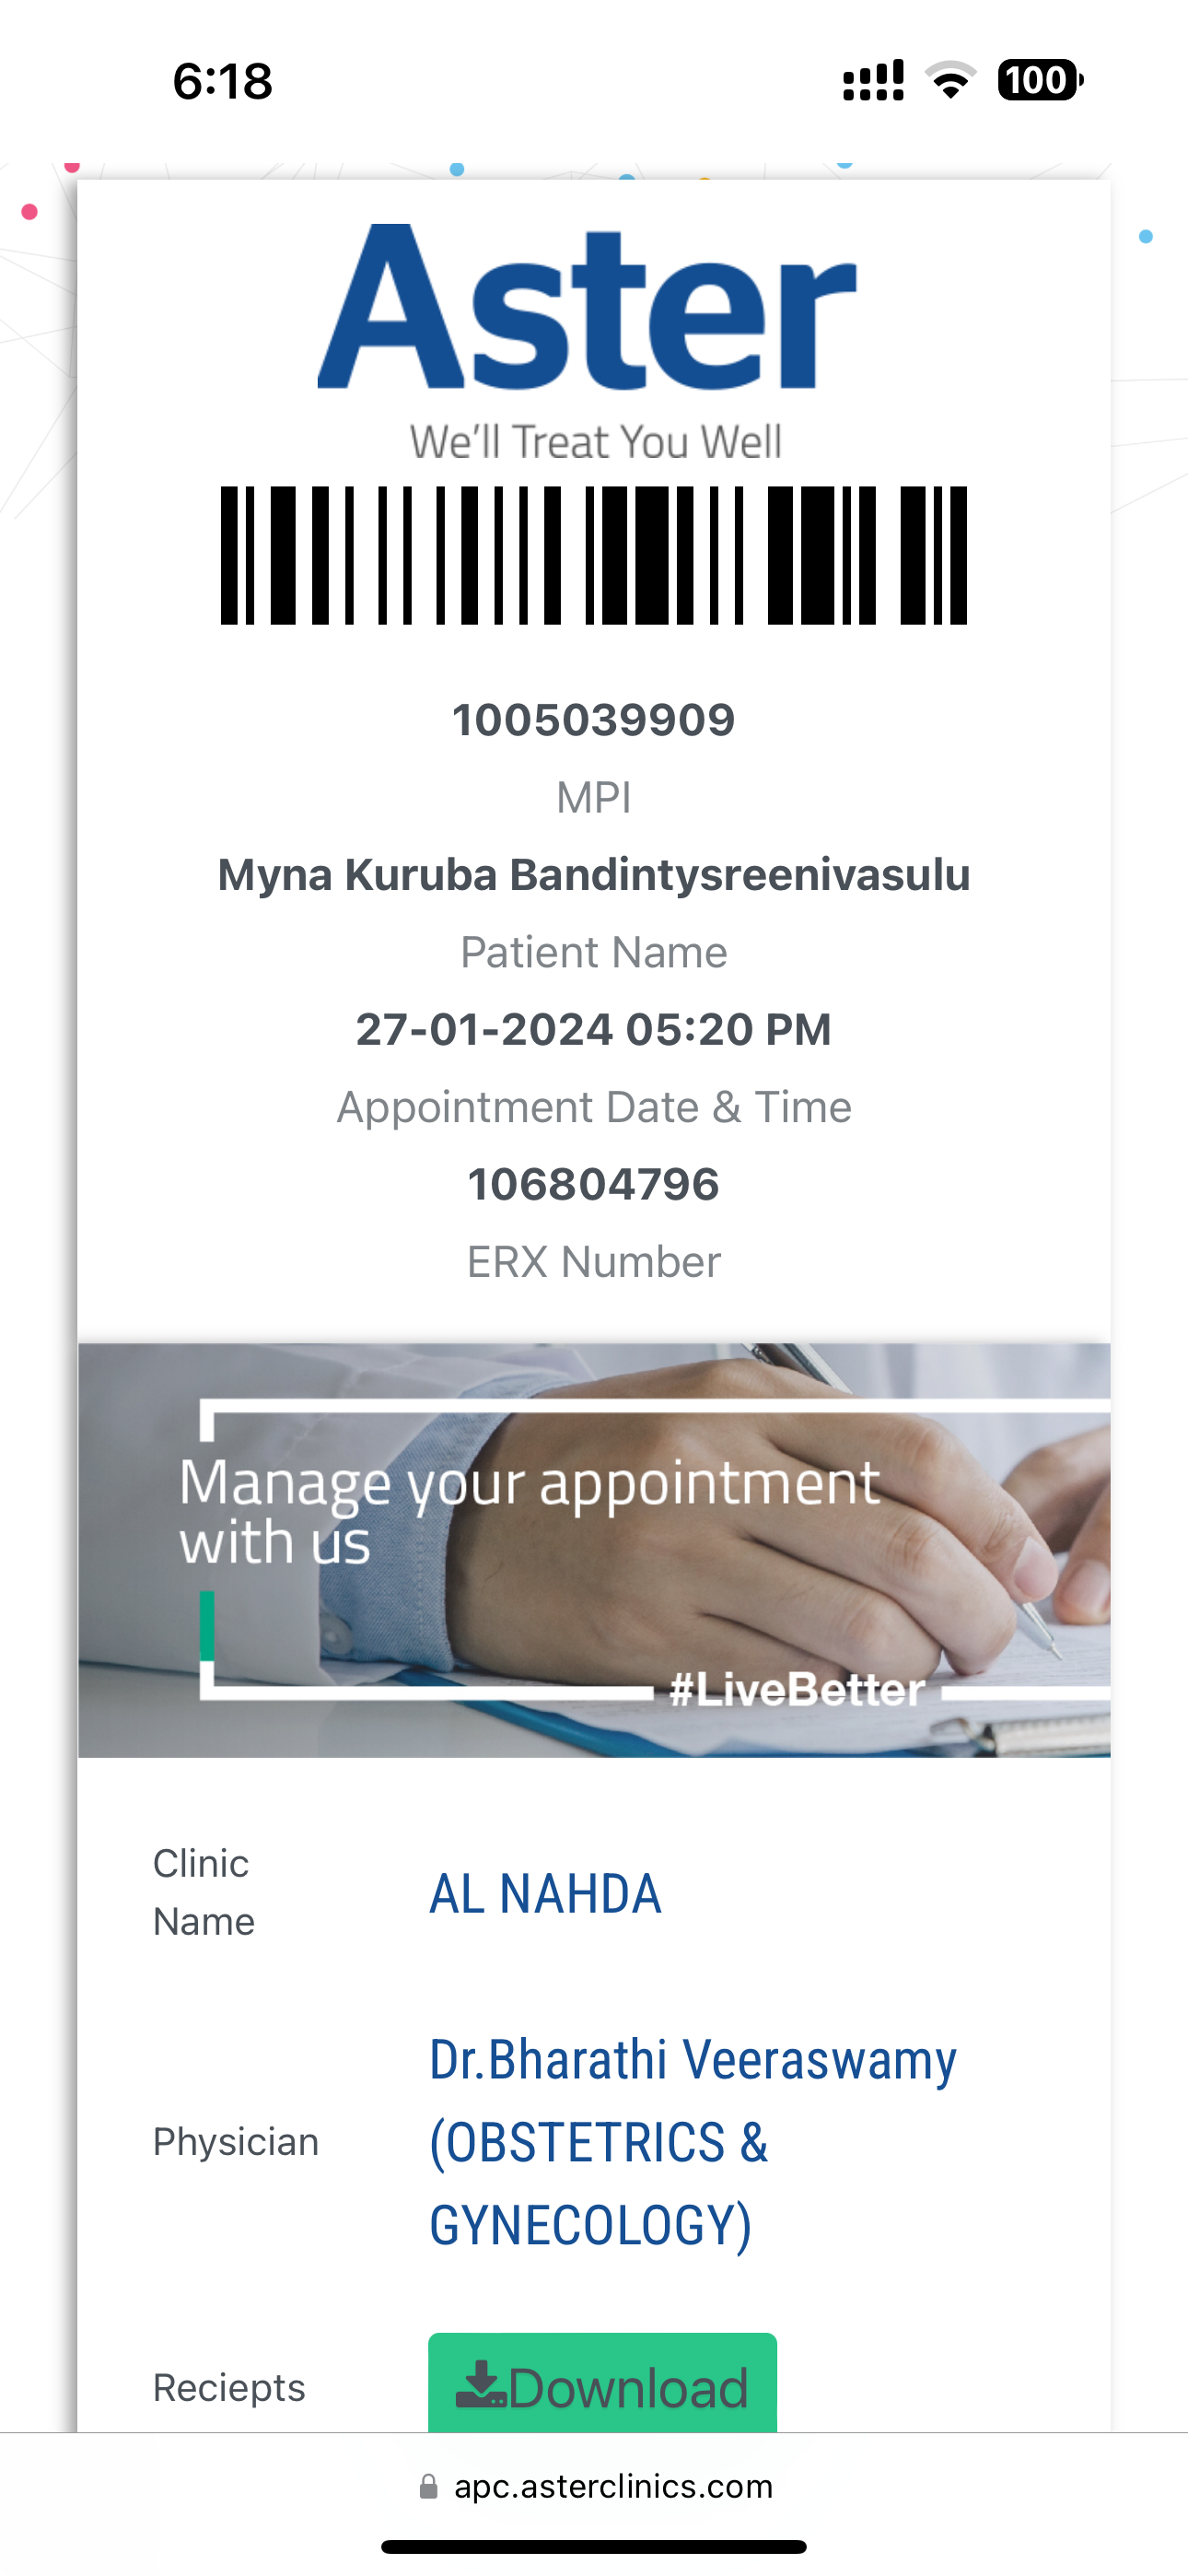 6:18
100
Aster
We'll Treat You Well
1005039909
MPI
Myna Kuruba Bandintysreenivasulu
Patient Name
27-01-2024 05:20 PM
Appointment Date & Time
106804796
ERX Number
Manage your appointment
with us
#LiveBetter
Clinic
Name
AL NAHDA
Physician
Dr.Bharathi Veeraswamy
(OBSTETRICS &
GYNECOLOGY)
Reciepts
Download
apc.asterclinics.com